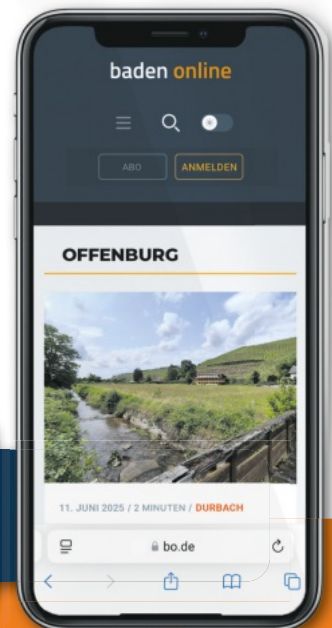 baden online
ABO ANMELDEN
OFFENBURG
11. JUNI 2025 / 2 MINUTEN / DURBACH
bo.de